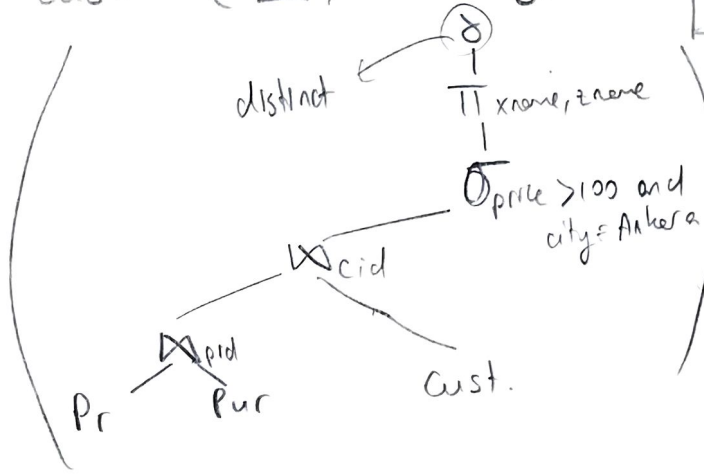 γ
distinct
Π xname, zname
σ price >100 and
city = Ankara
⋈ cid
⋈ pid
Pr
Pur
Cust.